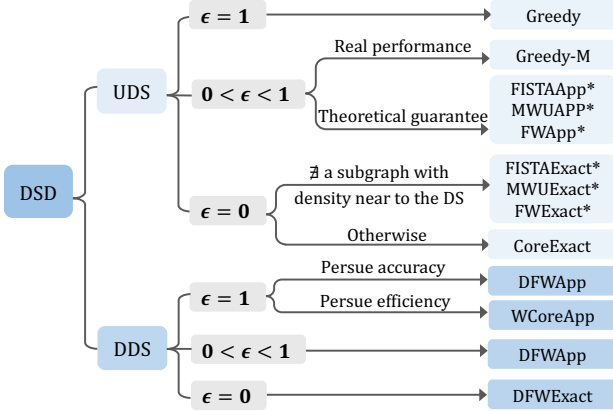 ϵ = 1
Greedy
Real performance
Greedy-M
UDS
0 < ϵ < 1
FISTAApp*
MWUAPP*
FWApp*
Theoretical guarantee
∄ a subgraph with
density near to the DS
FISTAExact*
MWUExact*
FWExact*
DSD
ϵ = 0
Otherwise
CoreExact
Persue accuracy
DFWApp
ϵ = 1
Persue efficiency
WCoreApp
DDS
0 < ϵ < 1
DFWApp
ϵ = 0
DFWExact